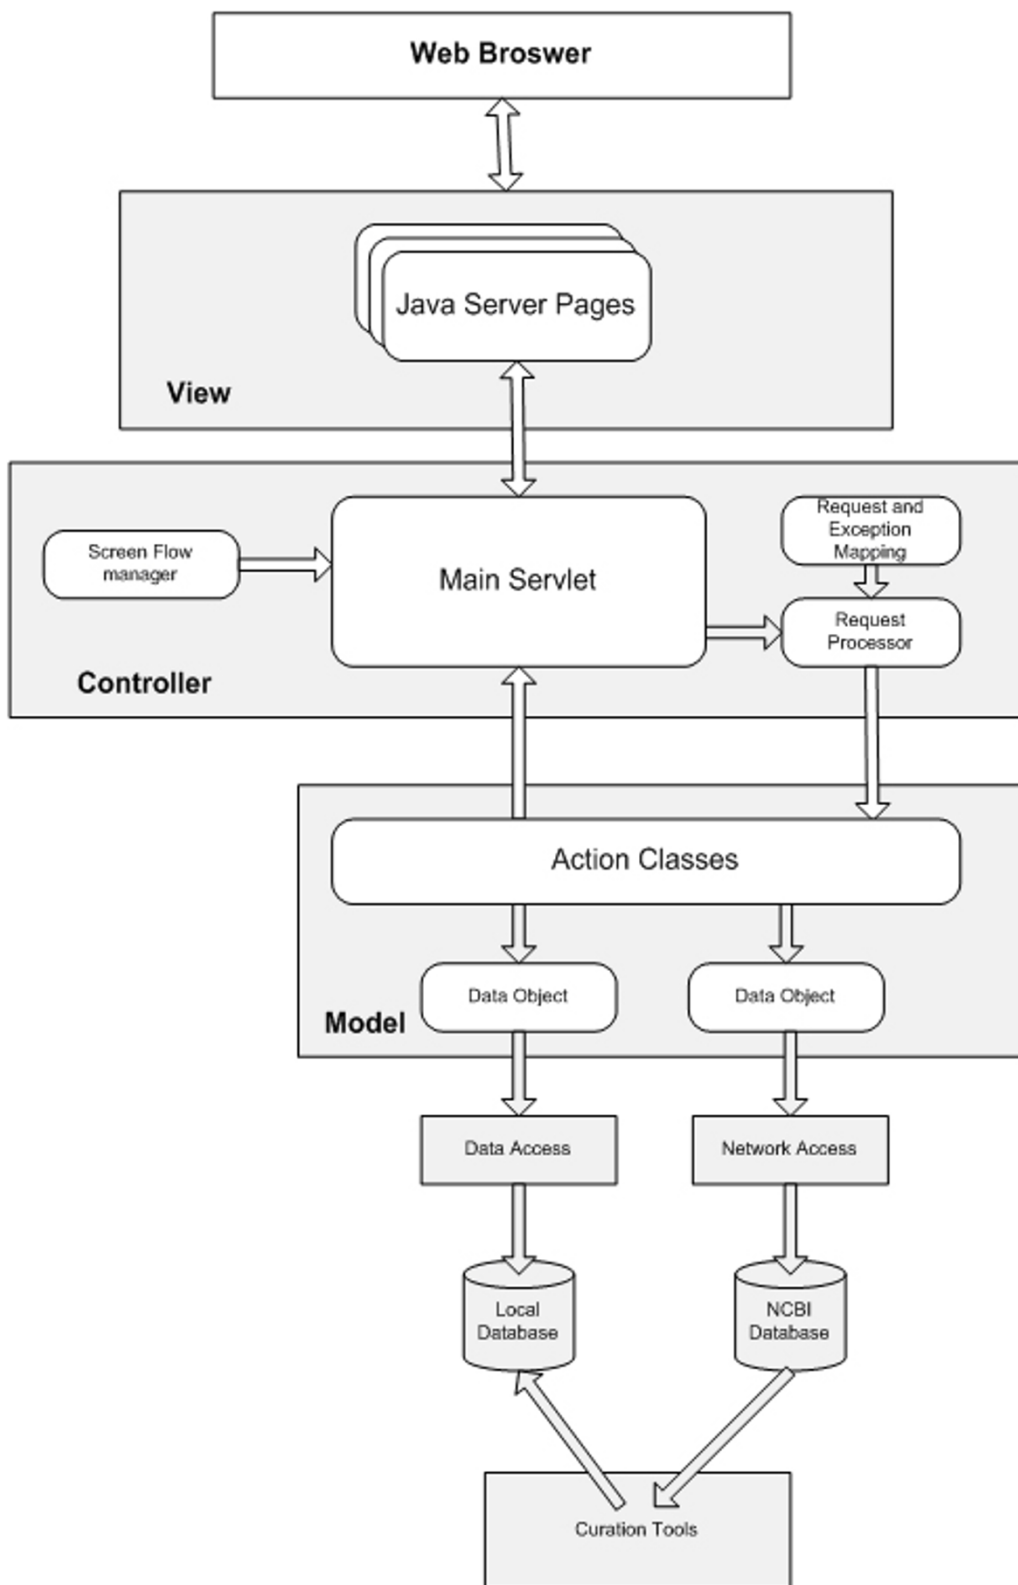 Web Broswer
Java Server Pages
View
Screen Flow
manager
Main Servlet
Request and
Exception
Mapping
Request
Processor
Controller
Action Classes
Data Object
Data Object
Model
Data Access
Network Access
Local
Database
NCBI
Database
Curation Tools